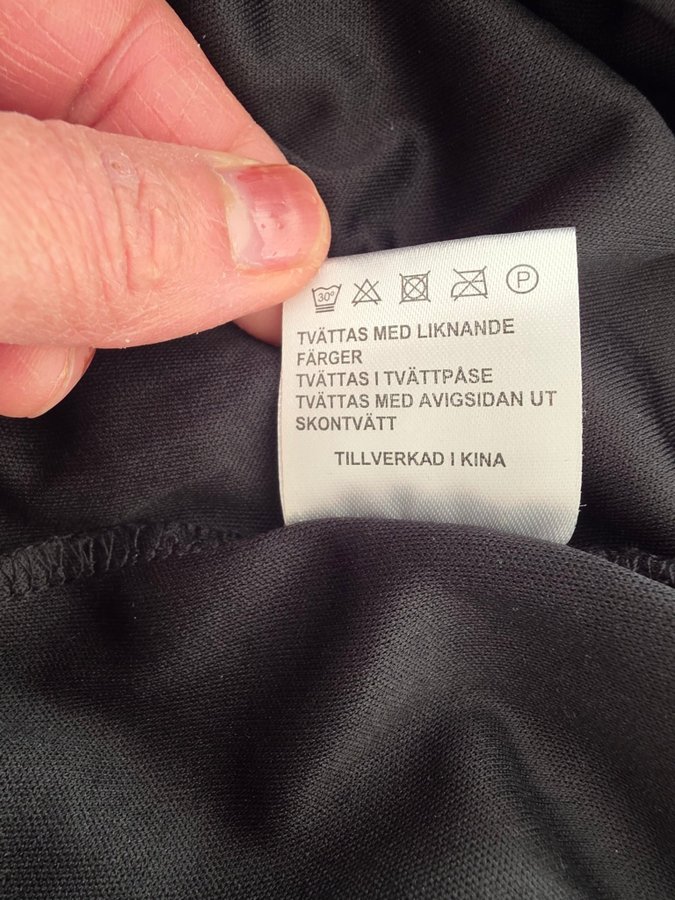 30° P
TVÄTTAS MED LIKNANDE
FÄRGER
TVÄTTAS I TVÄTTPÅSE
TVÄTTAS MED AVIGSIDAN UT
SKONTVÄTT
TILLVERKAD I KINA